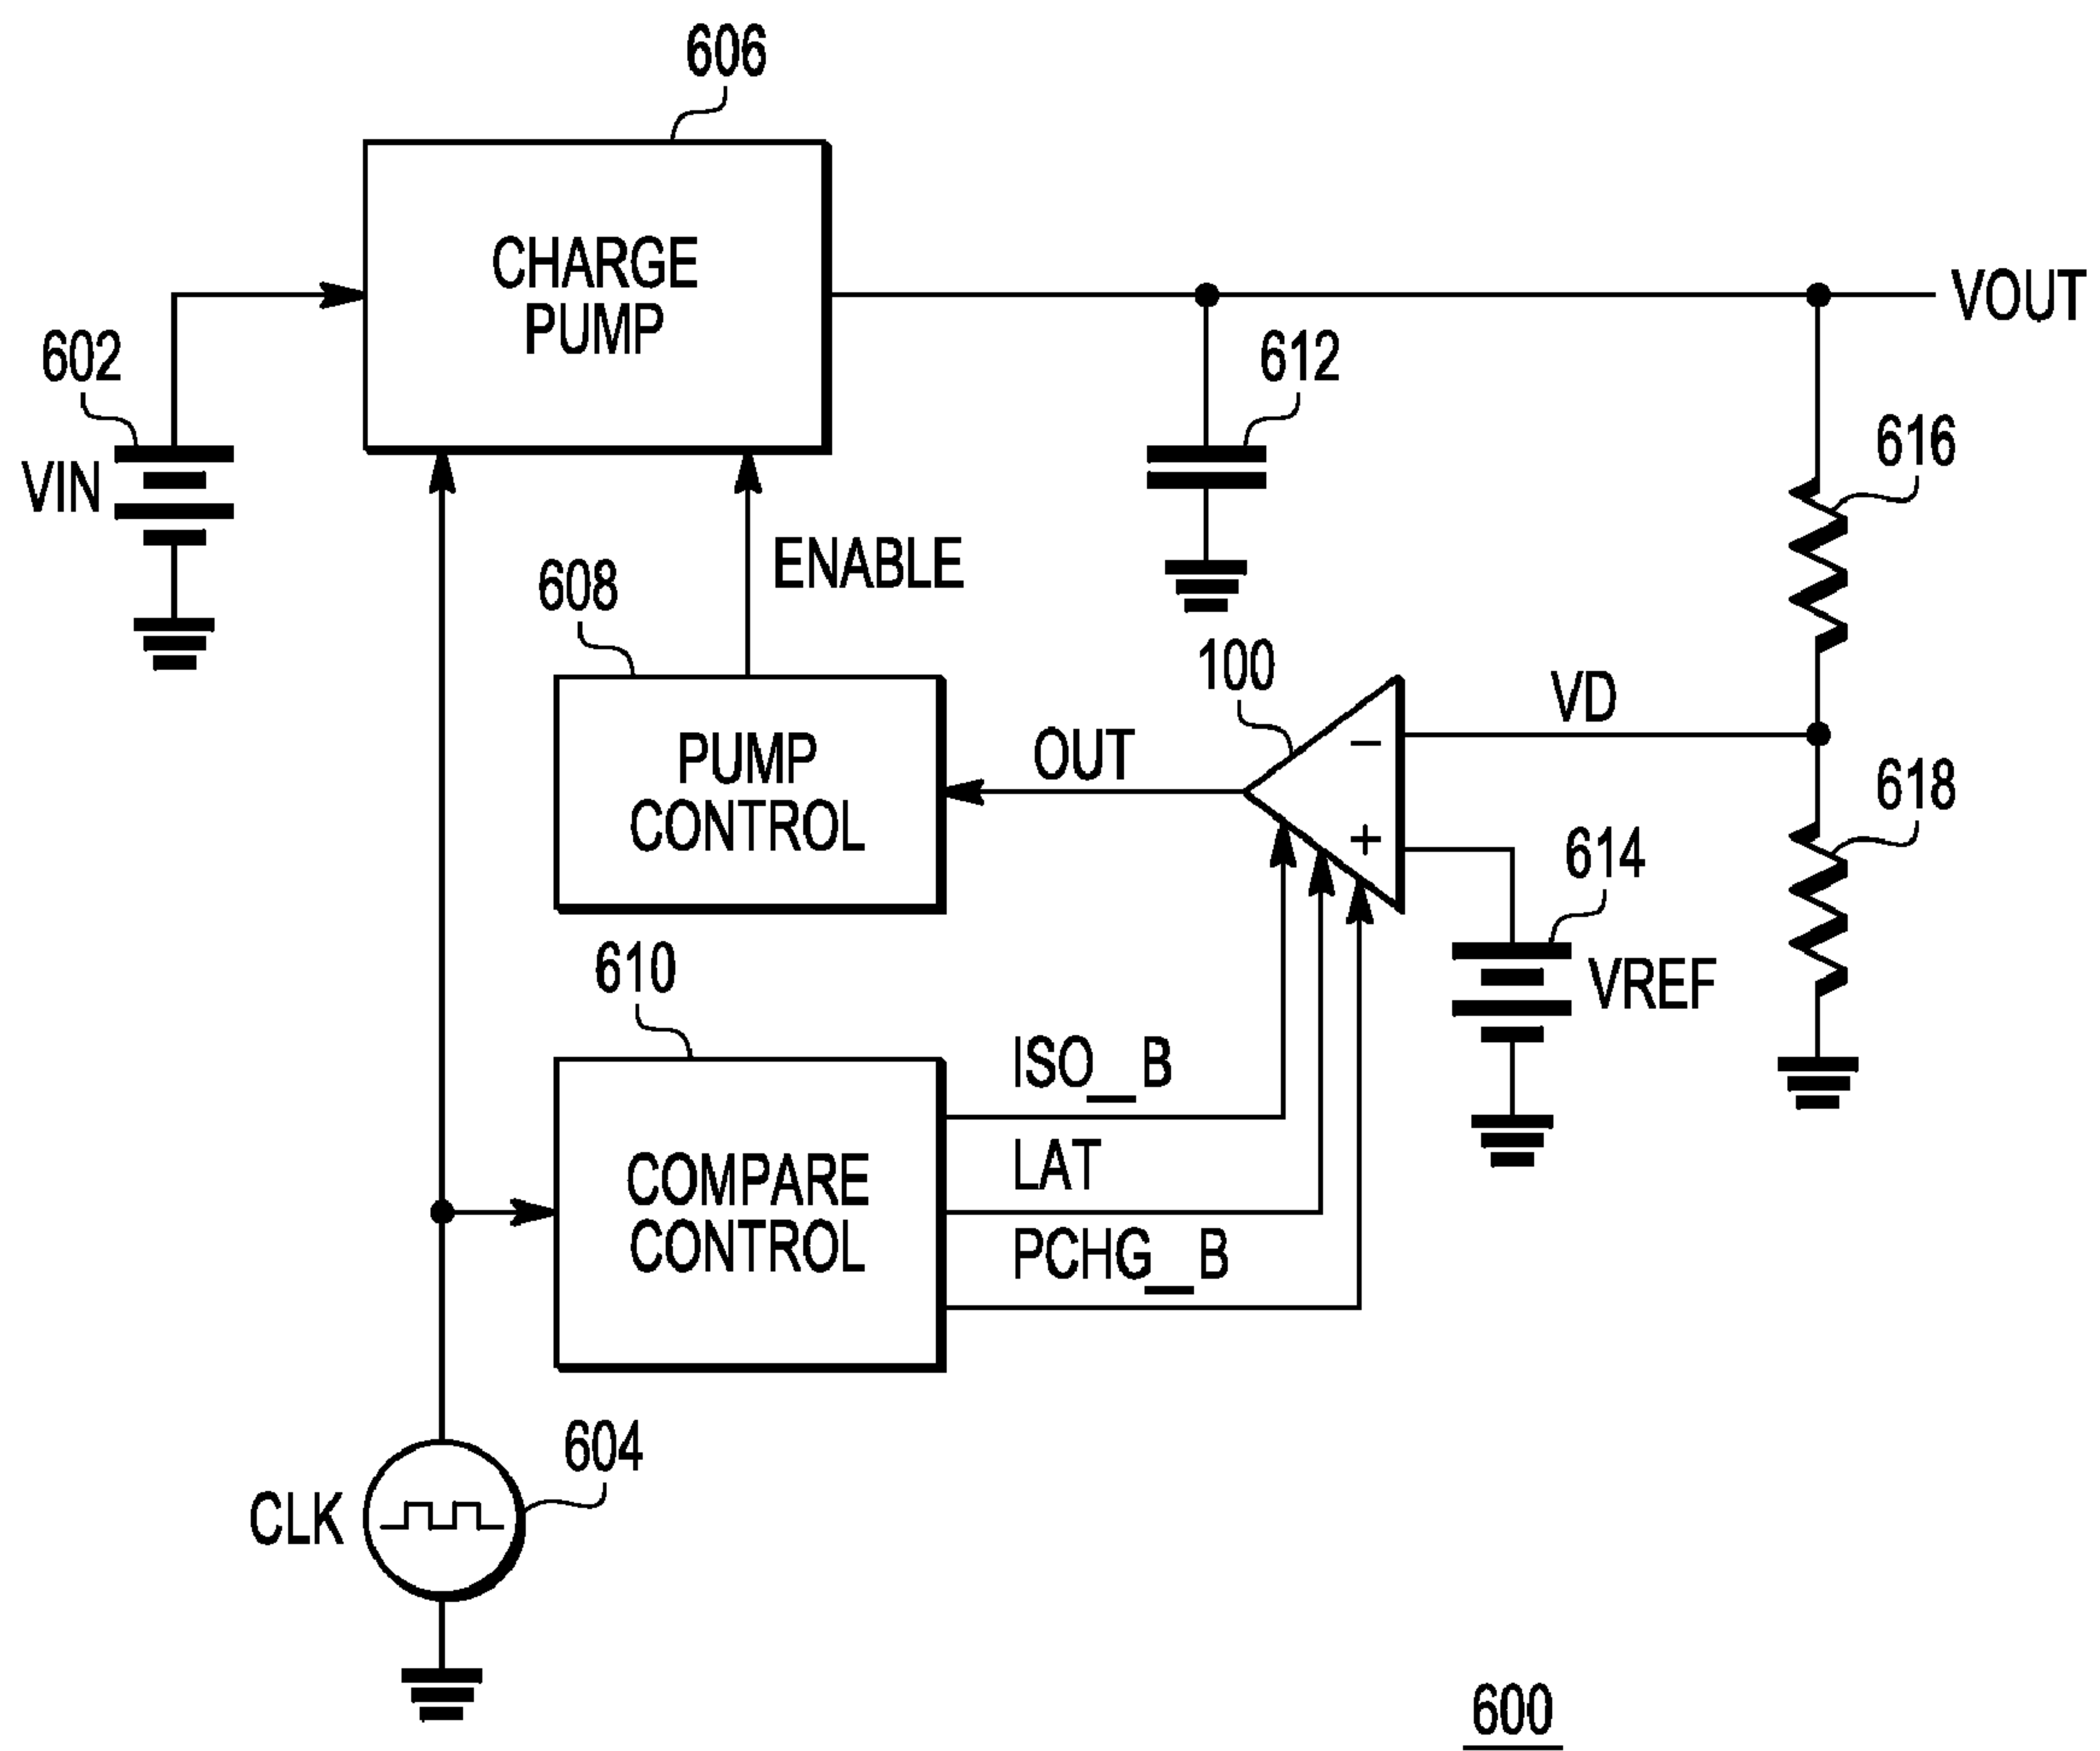 606
CHARGE
PUMP
VOUT
602
612
VIN
616
ENABLE
608
100
VD
PUMP
CONTROL
OUT
−
+
618
614
610
VREF
ISO_B
LAT
COMPARE
CONTROL
PCHG_B
604
CLK
600